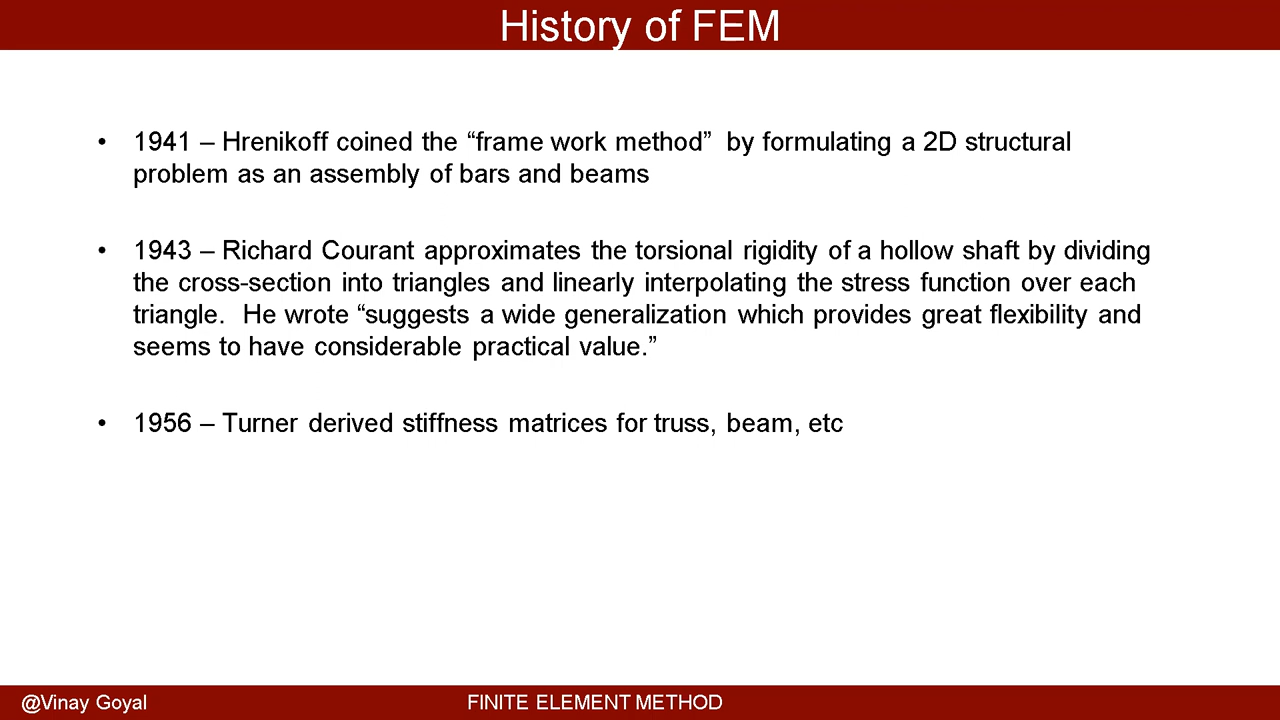 History of FEM
• 1941 – Hrenikoff coined the “frame work method”  by formulating a 2D structural
problem as an assembly of bars and beams
• 1943 – Richard Courant approximates the torsional rigidity of a hollow shaft by dividing
the cross-section into triangles and linearly interpolating the stress function over each
triangle.  He wrote “suggests a wide generalization which provides great flexibility and
seems to have considerable practical value.”
• 1956 – Turner derived stiffness matrices for truss, beam, etc
@Vinay Goyal
FINITE ELEMENT METHOD